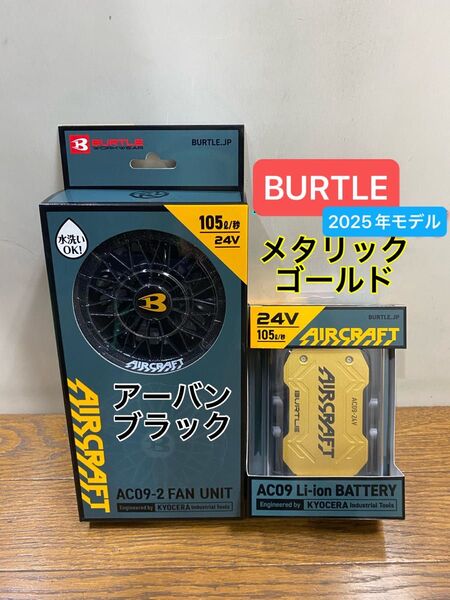 BURTLE
WORKWEAR
BURTLE.JP
105ℓ/秒
24V
水洗い
OK!
B
AIRCRAFT
アーバン
ブラック
AIRCRAFT
AC09-2 FAN UNIT
Engineered by KYOCERA Industrial Tools
BURTLE
2025年モデル
メタリック
ゴールド
BURTLE.JP
24V
105ℓ/秒
AIRCRAFT
BURTLE
AIRCRAFT
AC09-24V
AC09 Li-ion BATTERY
Engineered by KYOCERA Industrial Tools